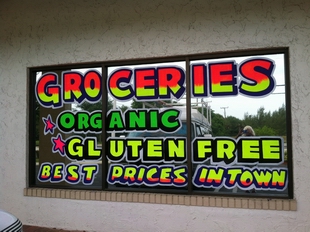 GROCERIES
ORGANIC
GLUTEN FREE
BEST PRICES IN TOWN